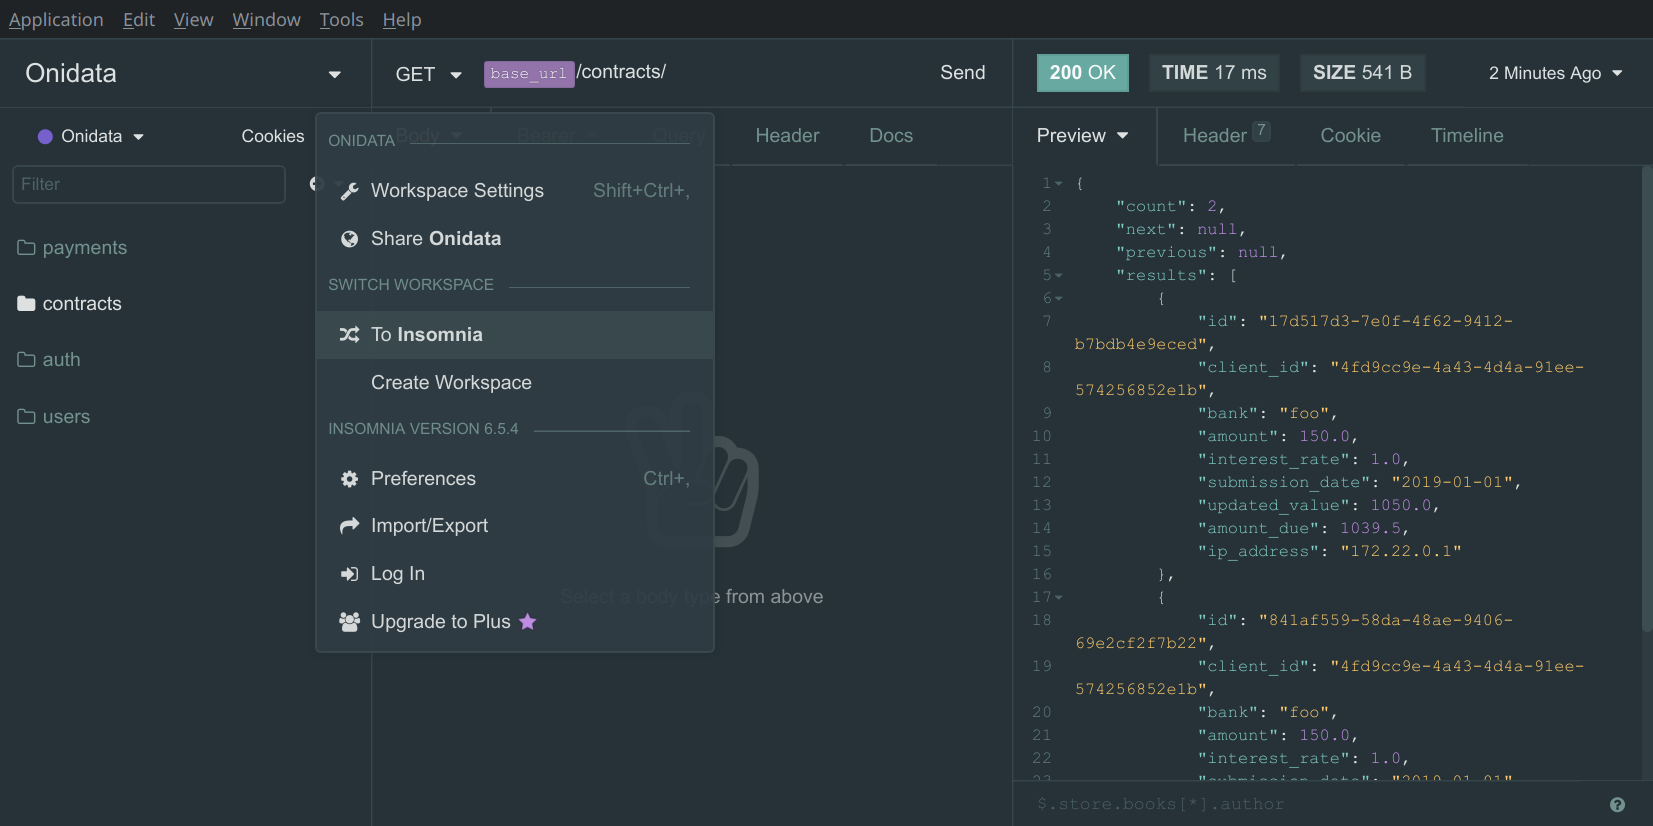 Application Edit View Window Tools Help
Onidata
GET base_url/contracts/ Send
200 OK TIME 17 ms SIZE 541 B 2 Minutes Ago
Onidata Cookies
Filter
payments
contracts
auth
users
Body Bearer Query Header Docs
ONIDATA
Workspace Settings Shift+Ctrl+,
Share Onidata
SWITCH WORKSPACE
To Insomnia
Create Workspace
INSOMNIA VERSION 6.5.4
Preferences Ctrl+,
Import/Export
Log In
Upgrade to Plus
Select a body type from above
Preview Header 7 Cookie Timeline
1 {
2 "count": 2,
3 "next": null,
4 "previous": null,
5 "results": [
6 {
7 "id": "17d517d3-7e0f-4f62-9412-
b7bdb4e9eced",
8 "client_id": "4fd9cc9e-4a43-4d4a-91ee-
574256852e1b",
9 "bank": "foo",
10 "amount": 150.0,
11 "interest_rate": 1.0,
12 "submission_date": "2019-01-01",
13 "updated_value": 1050.0,
14 "amount_due": 1039.5,
15 "ip_address": "172.22.0.1"
16 },
17 {
18 "id": "841af559-58da-48ae-9406-
69e2cf2f7b22",
19 "client_id": "4fd9cc9e-4a43-4d4a-91ee-
574256852e1b",
20 "bank": "foo",
21 "amount": 150.0,
22 "interest_rate": 1.0,
23 "submission_date": "2019-01-01"
$.store.books[*].author